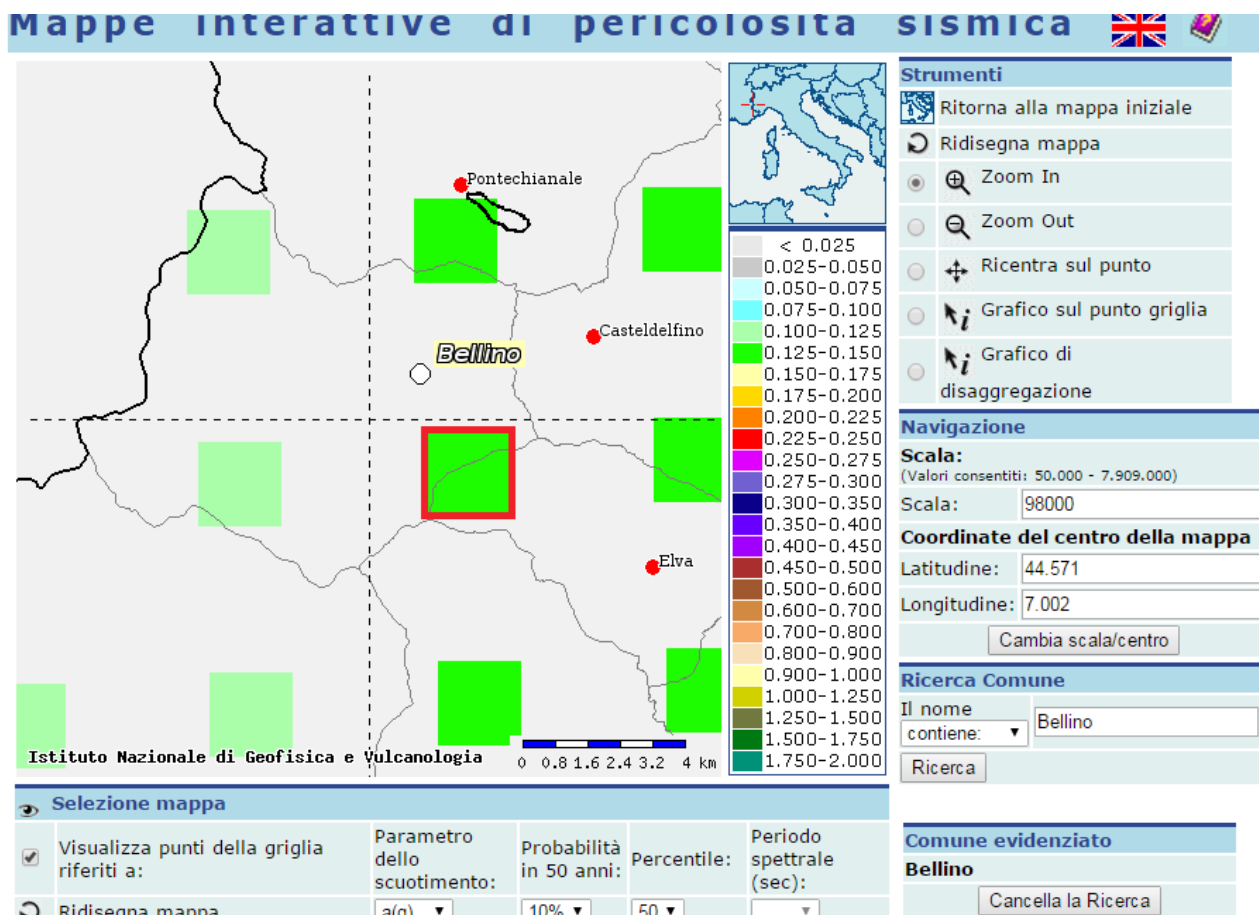 Mappe interattive di pericolosità sismica
Pontechianale
Casteldelfino
Bellino
Elva
Istituto Nazionale di Geofisica e Vulcanologia
0 0.8 1.6 2.4 3.2 4 km
< 0.025
0.025-0.050
0.050-0.075
0.075-0.100
0.100-0.125
0.125-0.150
0.150-0.175
0.175-0.200
0.200-0.225
0.225-0.250
0.250-0.275
0.275-0.300
0.300-0.350
0.350-0.400
0.400-0.450
0.450-0.500
0.500-0.600
0.600-0.700
0.700-0.800
0.800-0.900
0.900-1.000
1.000-1.250
1.250-1.500
1.500-1.750
1.750-2.000
Strumenti
Ritorna alla mappa iniziale
Ridisegna mappa
Zoom In
Zoom Out
Ricentra sul punto
Grafico sul punto griglia
Grafico di
disaggregazione
Navigazione
Scala:
(Valori consentiti: 50.000 - 7.909.000)
Scala: 98000
Coordinate del centro della mappa
Latitudine: 44.571
Longitudine: 7.002
Cambia scala/centro
Ricerca Comune
Il nome
contiene: Bellino
Ricerca
Selezione mappa
Visualizza punti della griglia
riferiti a:
Parametro
dello
scuotimento:
Probabilità
in 50 anni:
Percentile:
Periodo
spettrale
(sec):
Ridisegna mappa a(g) 10% 50
Comune evidenziato
Bellino
Cancella la Ricerca